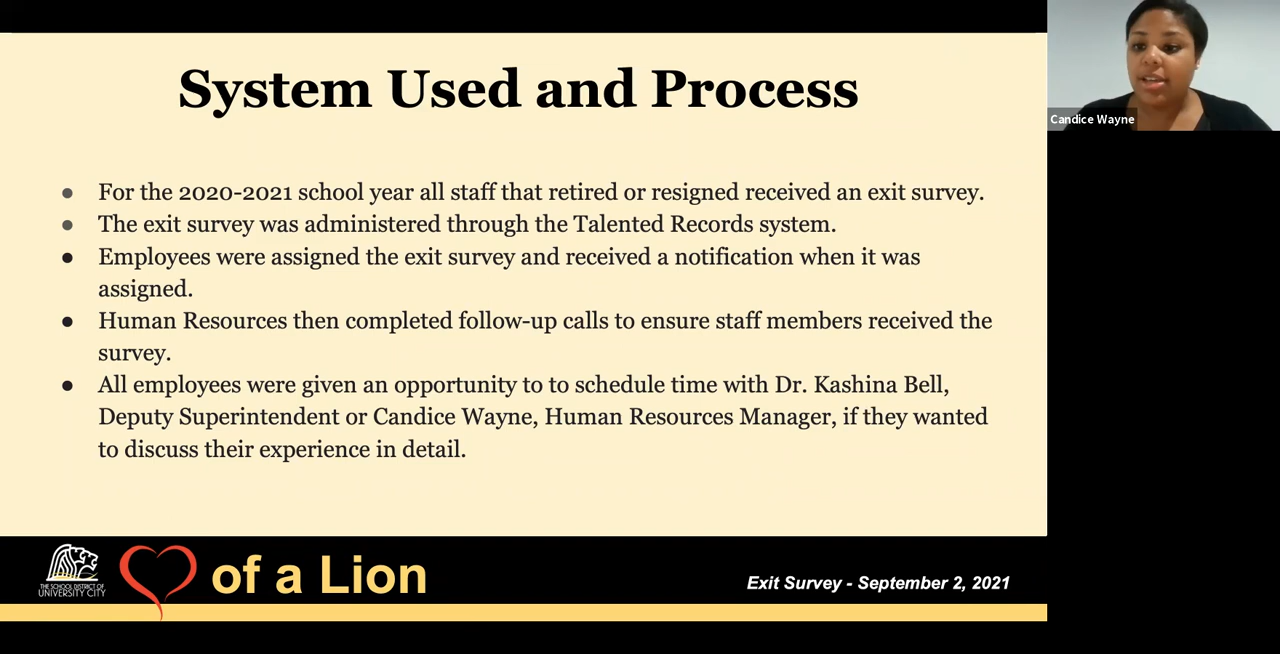 System Used and Process
Candice Wayne
● For the 2020-2021 school year all staff that retired or resigned received an exit survey.
● The exit survey was administered through the Talented Records system.
● Employees were assigned the exit survey and received a notification when it was
assigned.
● Human Resources then completed follow-up calls to ensure staff members received the
survey.
● All employees were given an opportunity to to schedule time with Dr. Kashina Bell,
Deputy Superintendent or Candice Wayne, Human Resources Manager, if they wanted
to discuss their experience in detail.
THE SCHOOL DISTRICT OF
UNIVERSITY CITY
of a Lion
Exit Survey - September 2, 2021